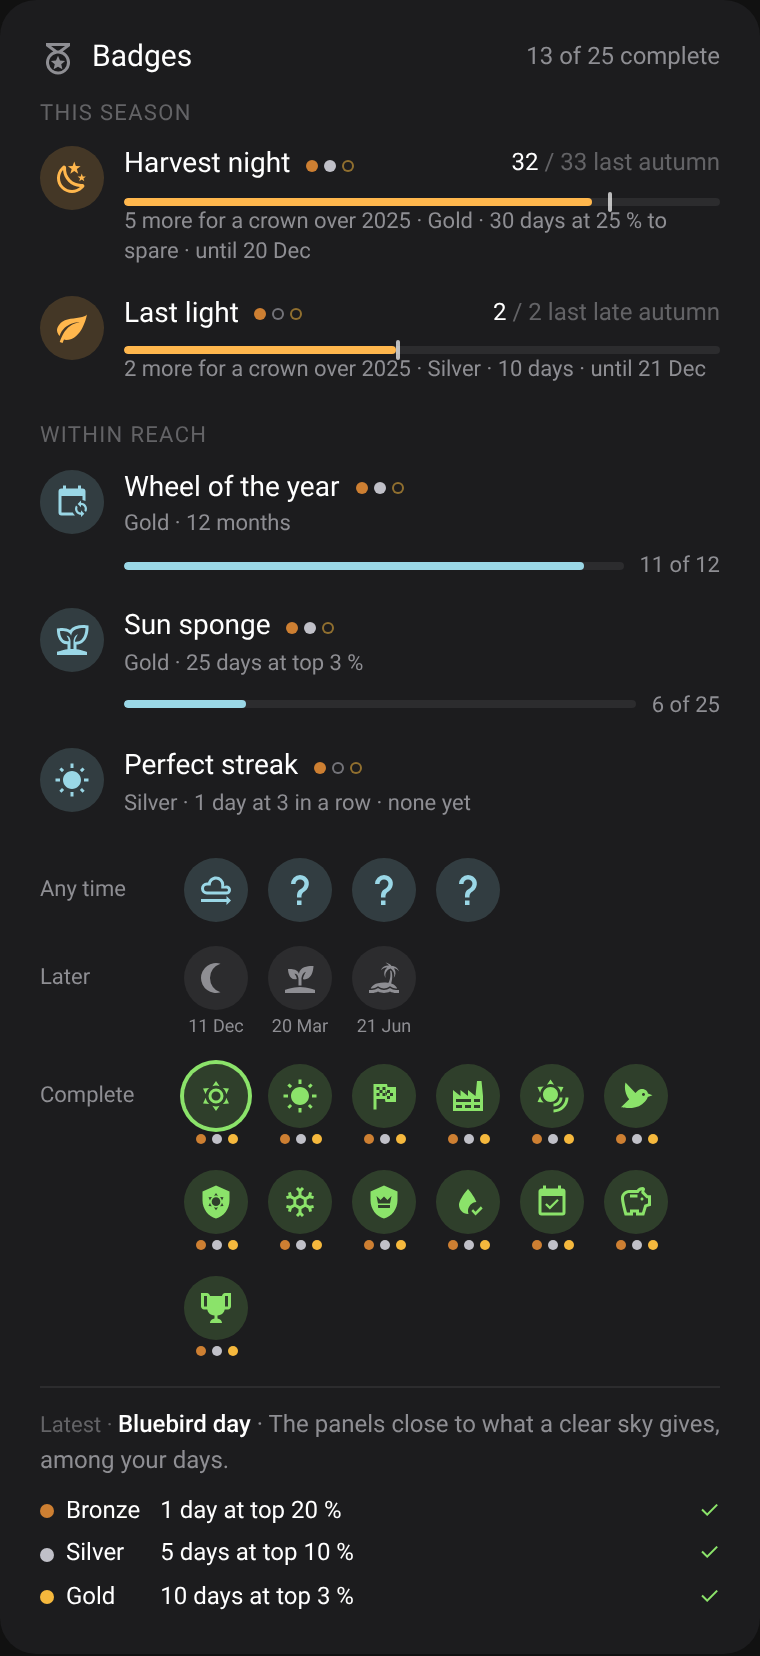 Badges
13 of 25 complete
THIS SEASON
Harvest night
32 / 33 last autumn
5 more for a crown over 2025 · Gold · 30 days at 25 % to
spare · until 20 Dec
Last light
2 / 2 last late autumn
2 more for a crown over 2025 · Silver · 10 days · until 21 Dec
WITHIN REACH
Wheel of the year
Gold · 12 months
11 of 12
Sun sponge
Gold · 25 days at top 3 %
6 of 25
Perfect streak
Silver · 1 day at 3 in a row · none yet
Any time
? ? ?
Later
11 Dec 20 Mar 21 Jun
Complete
Latest · Bluebird day · The panels close to what a clear sky gives,
among your days.
Bronze 1 day at top 20 %
Silver 5 days at top 10 %
Gold 10 days at top 3 %